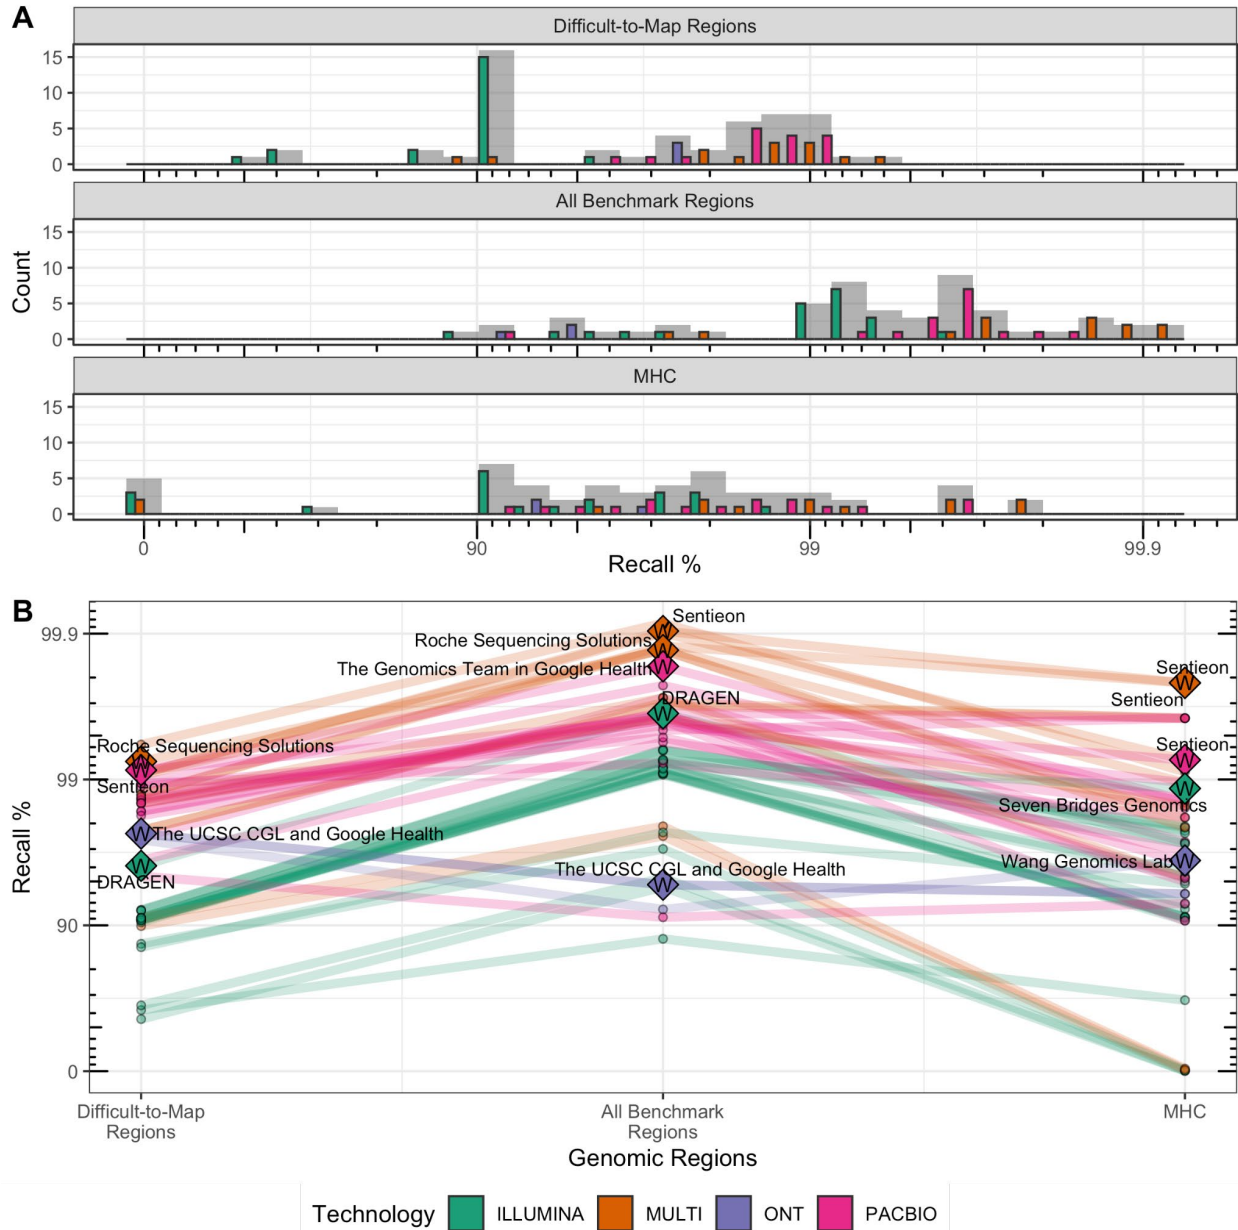 A
Difficult-to-Map Regions
15
10
5
0
All Benchmark Regions
15
10
5
0
Count
MHC
15
10
5
0
0 90 99 99.9
Recall %
B
99.9
99
90
0
Recall %
Sentieon
Roche Sequencing Solutions
The Genomics Team in Google Health
DRAGEN
Sentieon
Sentieon
Roche Sequencing Solutions
Sentieon
Sentieon
Seven Bridges Genomics
The UCSC CGL and Google Health
The UCSC CGL and Google Health
Wang Genomics Lab
DRAGEN
W
W
W
W
W
W
W
W
W
W
W
W
W
Difficult-to-Map
Regions
All Benchmark
Regions
MHC
Genomic Regions
Technology ILLUMINA MULTI ONT PACBIO